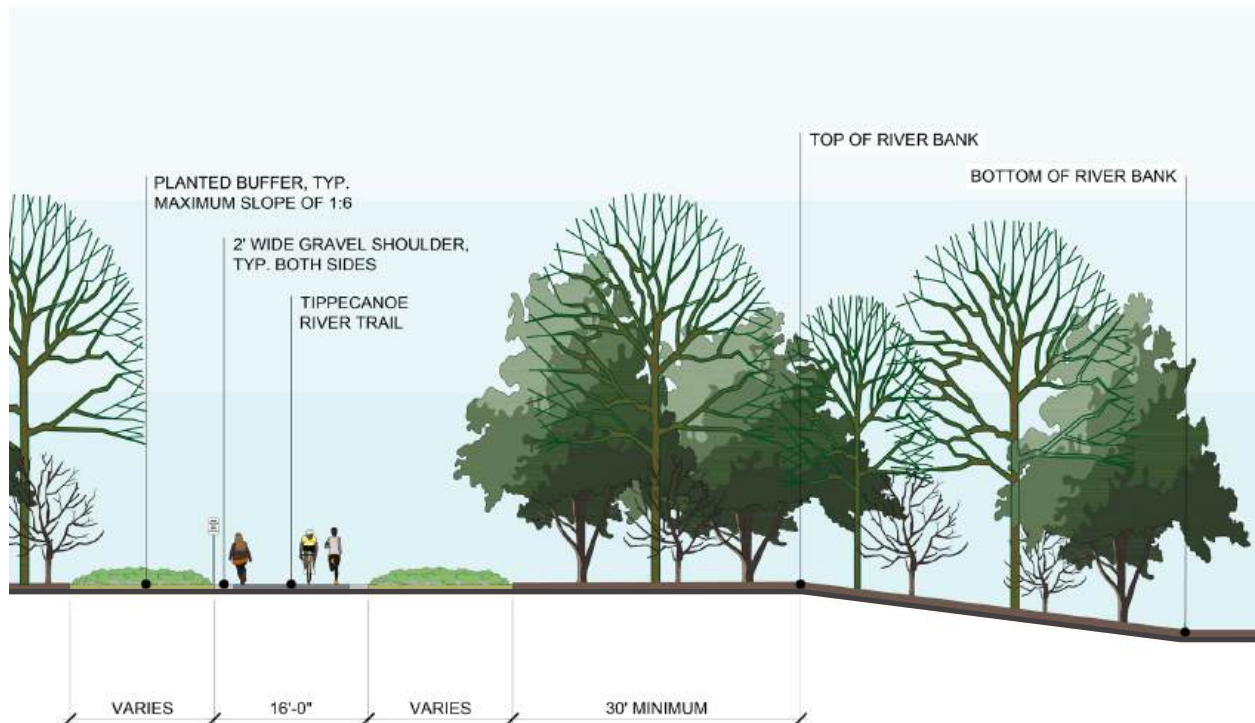 TOP OF RIVER BANK
BOTTOM OF RIVER BANK
PLANTED BUFFER, TYP.
MAXIMUM SLOPE OF 1:6
2' WIDE GRAVEL SHOULDER,
TYP. BOTH SIDES
TIPPECANOE
RIVER TRAIL
VARIES
16'-0"
VARIES
30' MINIMUM